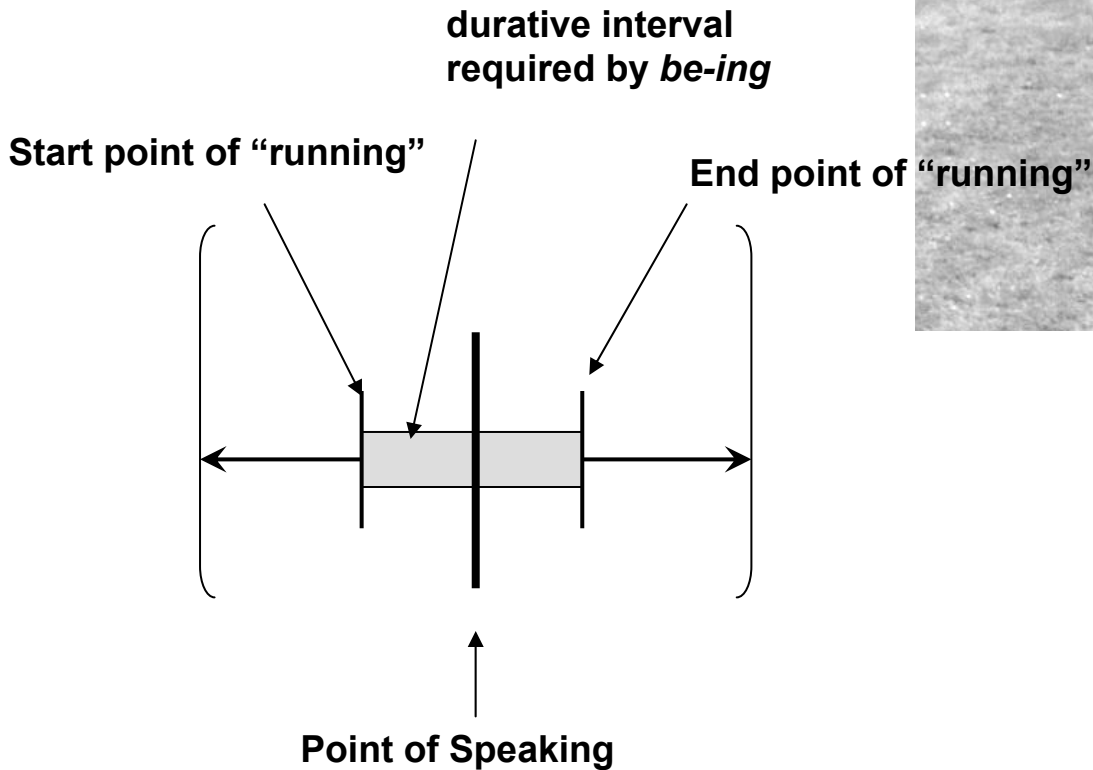 durative interval
required by be-ing
Start point of “running”
End point of “running”
Point of Speaking